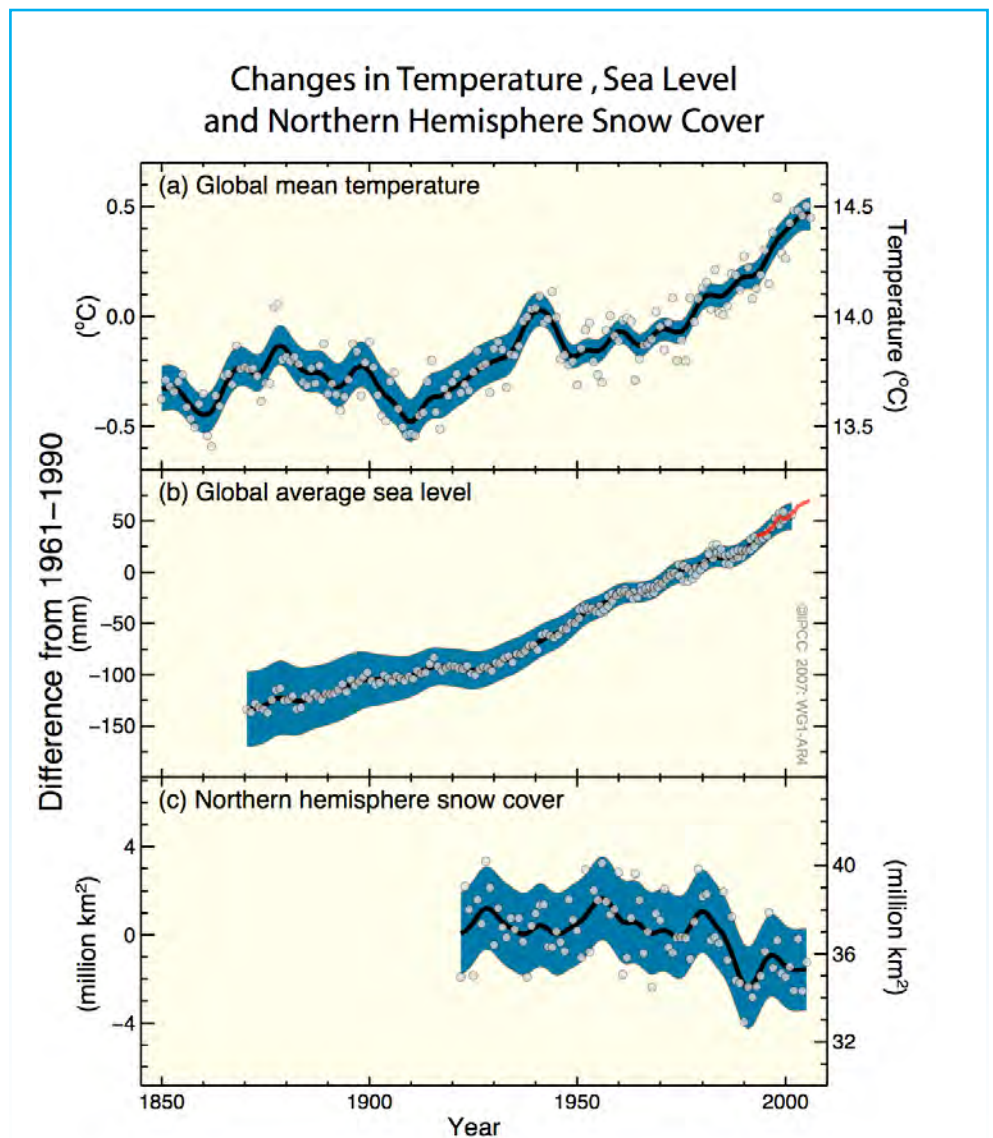 Changes in Temperature , Sea Level
and Northern Hemisphere Snow Cover
(a) Global mean temperature
0.5
0.0
−0.5
(°C)
14.5
14.0
13.5
Temperature (°C)
Difference from 1961−1990
(b) Global average sea level
50
0
−50
−100
−150
(mm)
©IPCC 2007: WG1-AR4
(c) Northern hemisphere snow cover
4
0
−4
(million km²)
40
36
32
(million km²)
1850
1900
1950
2000
Year